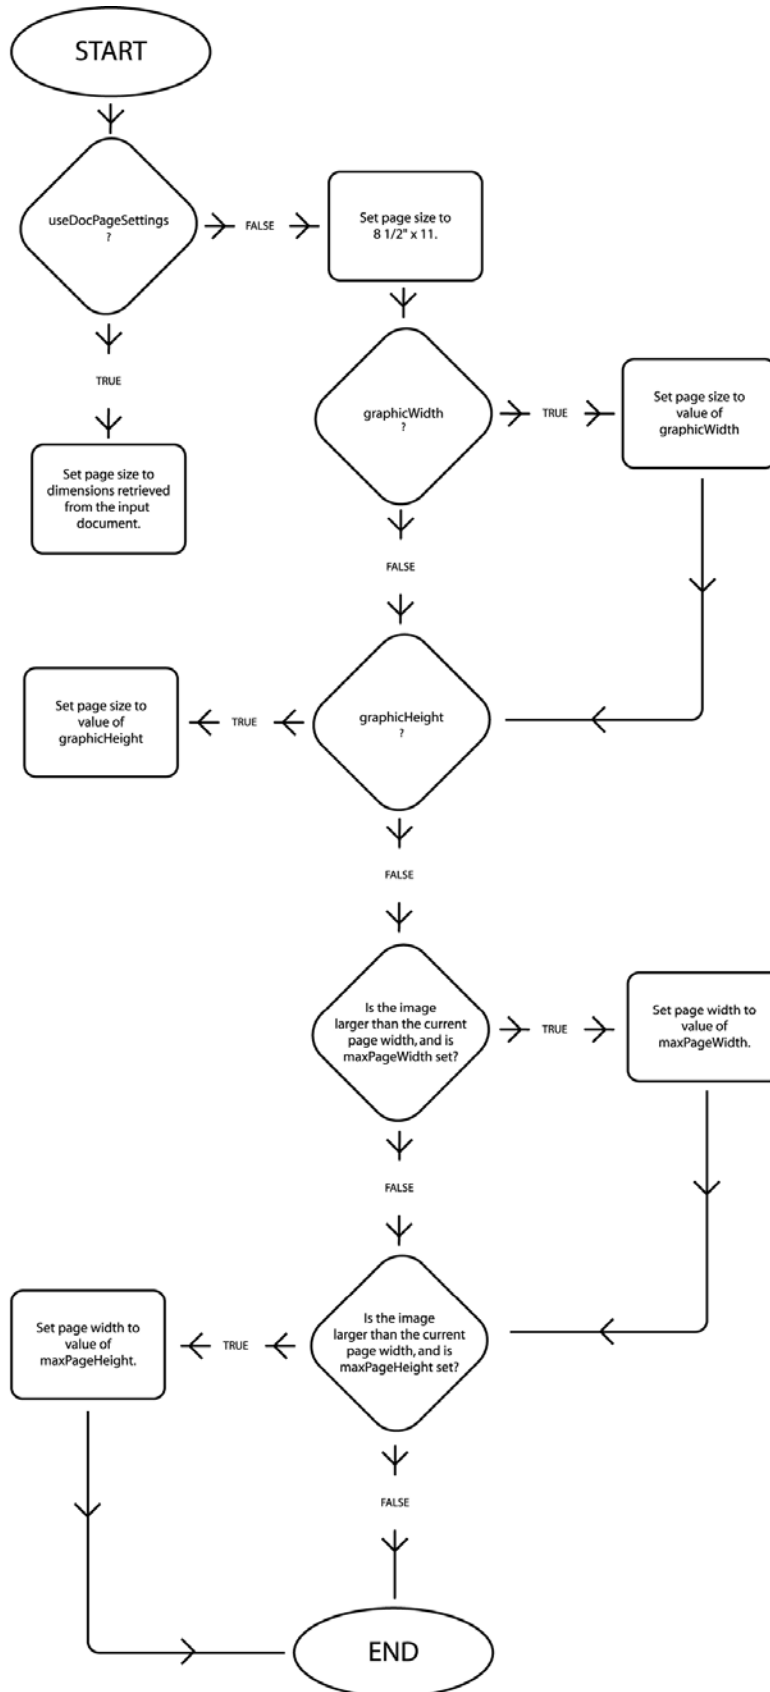 START
useDocPageSettings
?
FALSE
Set page size to
8 1/2" x 11.
TRUE
Set page size to
dimensions retrieved
from the input
document.
graphicWidth
?
TRUE
Set page size to
value of
graphicWidth
FALSE
graphicHeight
?
TRUE
Set page size to
value of
graphicHeight
FALSE
Is the image
larger than the current
page width, and is
maxPageWidth set?
TRUE
Set page width to
value of
maxPageWidth.
FALSE
Is the image
larger than the current
page width, and is
maxPageHeight set?
TRUE
Set page width to
value of
maxPageHeight.
FALSE
END